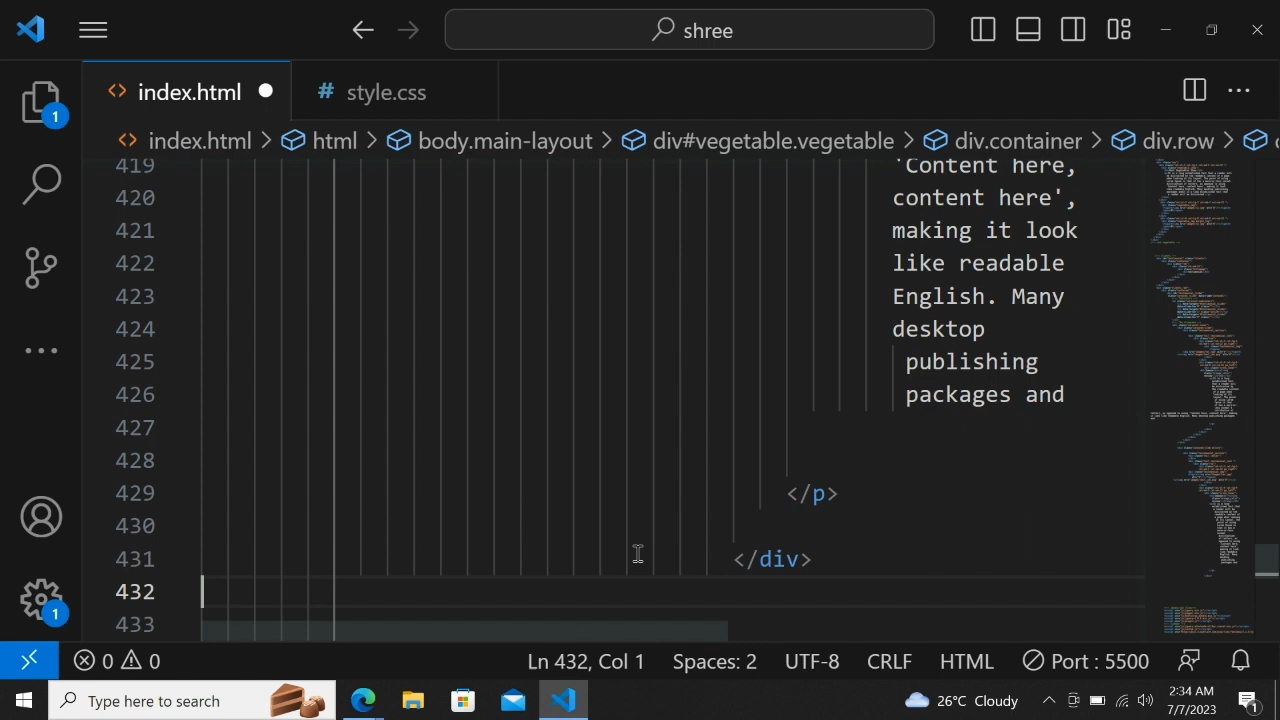 shree
index.html
# style.css
index.html > html > body.main-layout > div#vegetable.vegetable > div.container > div.row >
419 'Content here,
420 content here',
421 making it look
422 like readable
423 English. Many
424 desktop
425 publishing
426 packages and
427
428
429 </p>
430
431 </div>
432
433
1
1
0 0
Ln 432, Col 1
Spaces: 2
UTF-8
CRLF
HTML
Port : 5500
Type here to search
26°C Cloudy
2:34 AM
7/7/2023
1